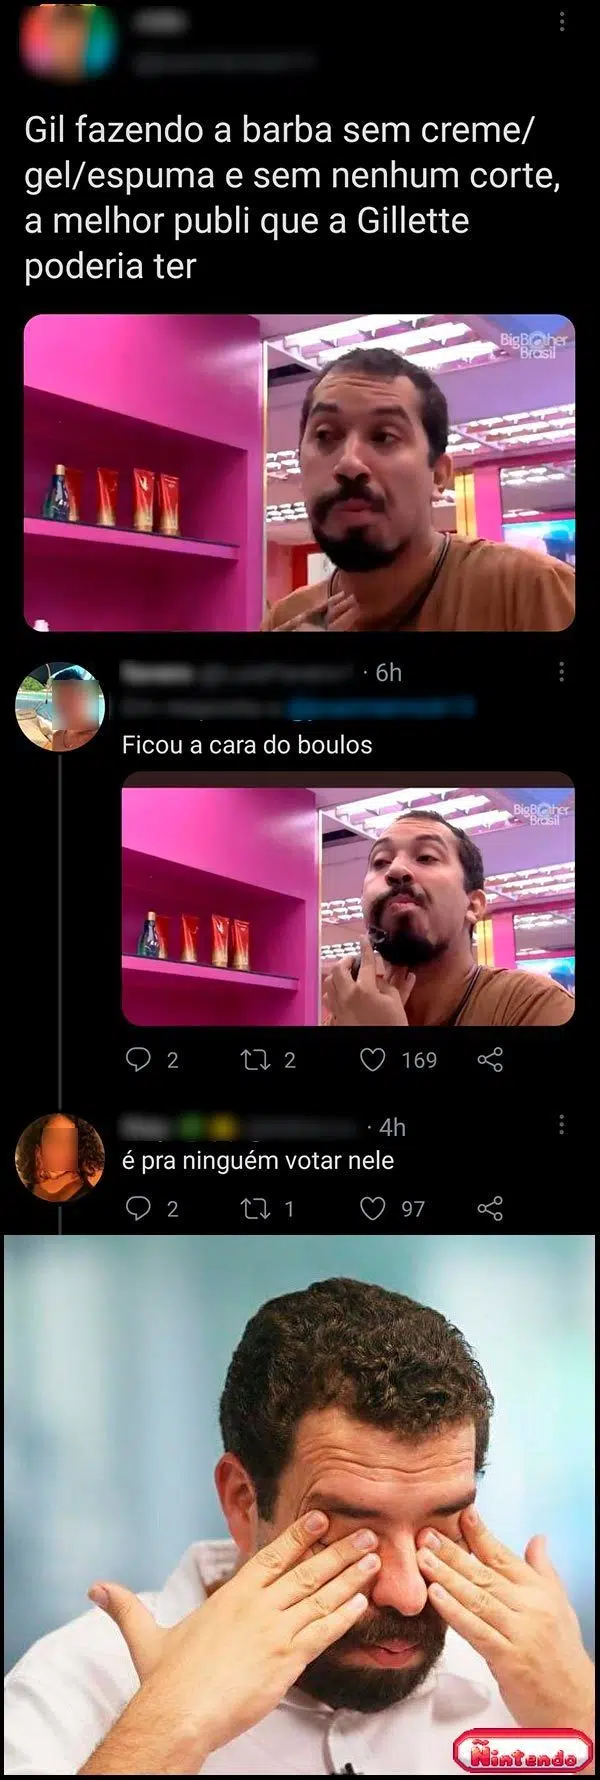 Gil fazendo a barba sem creme/
gel/espuma e sem nenhum corte,
a melhor publi que a Gillette
poderia ter
BigBrother
Brasil
· 6h
Ficou a cara do boulos
BigBrother
Brasil
2 2 169
· 4h
é pra ninguém votar nele
2 1 97
Ñintendo